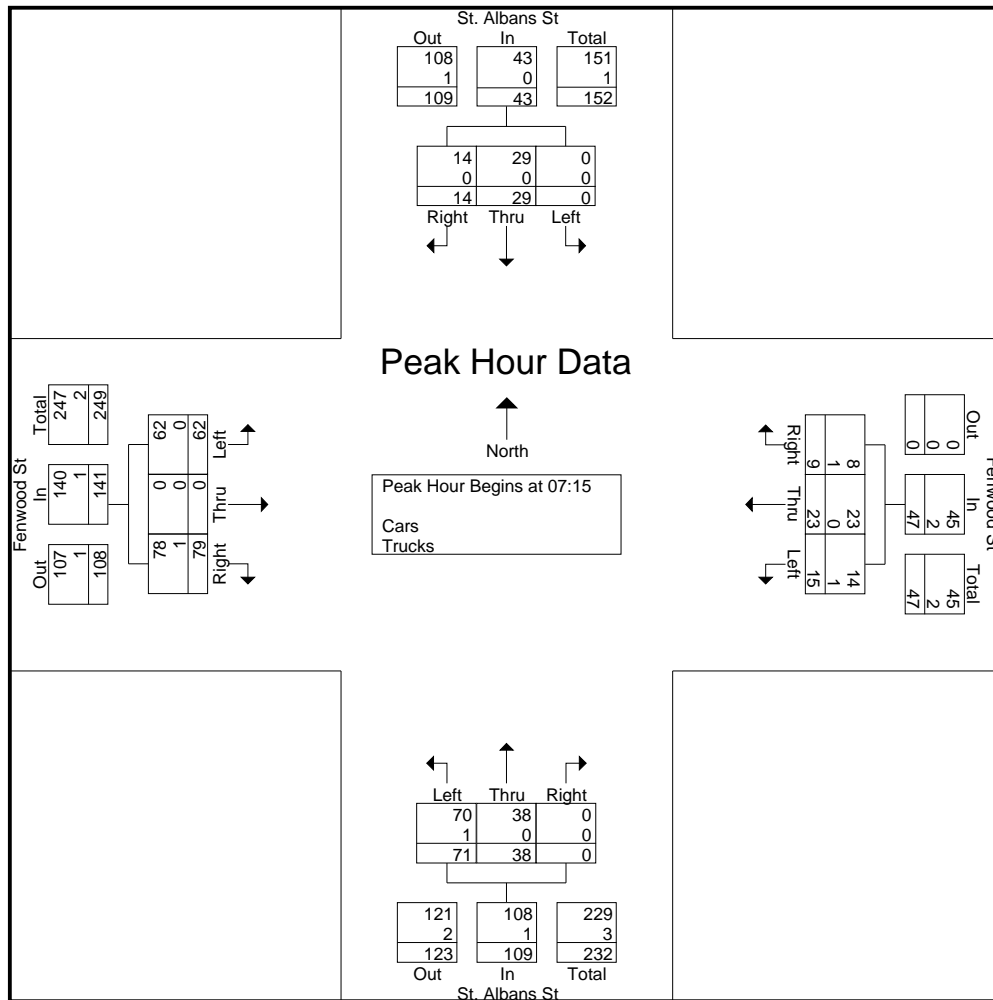 St. Albans St
Out In Total
108 43 151
1 0 1
109 43 152
14 29 0
0 0 0
14 29 0
Right Thru Left
Peak Hour Data
North
Peak Hour Begins at 07:15
Cars
Trucks
Fenwood St
Out In Total
107 140 247
1 1 2
108 141 249
Right Thru Left
78 0 62
1 0 0
79 0 62
Fenwood St
Out In Total
0 45 45
0 2 2
0 47 47
Right Thru Left
8 23 14
1 0 1
9 23 15
Left Thru Right
70 38 0
1 0 0
71 38 0
121 108 229
2 1 3
123 109 232
Out In Total
St. Albans St